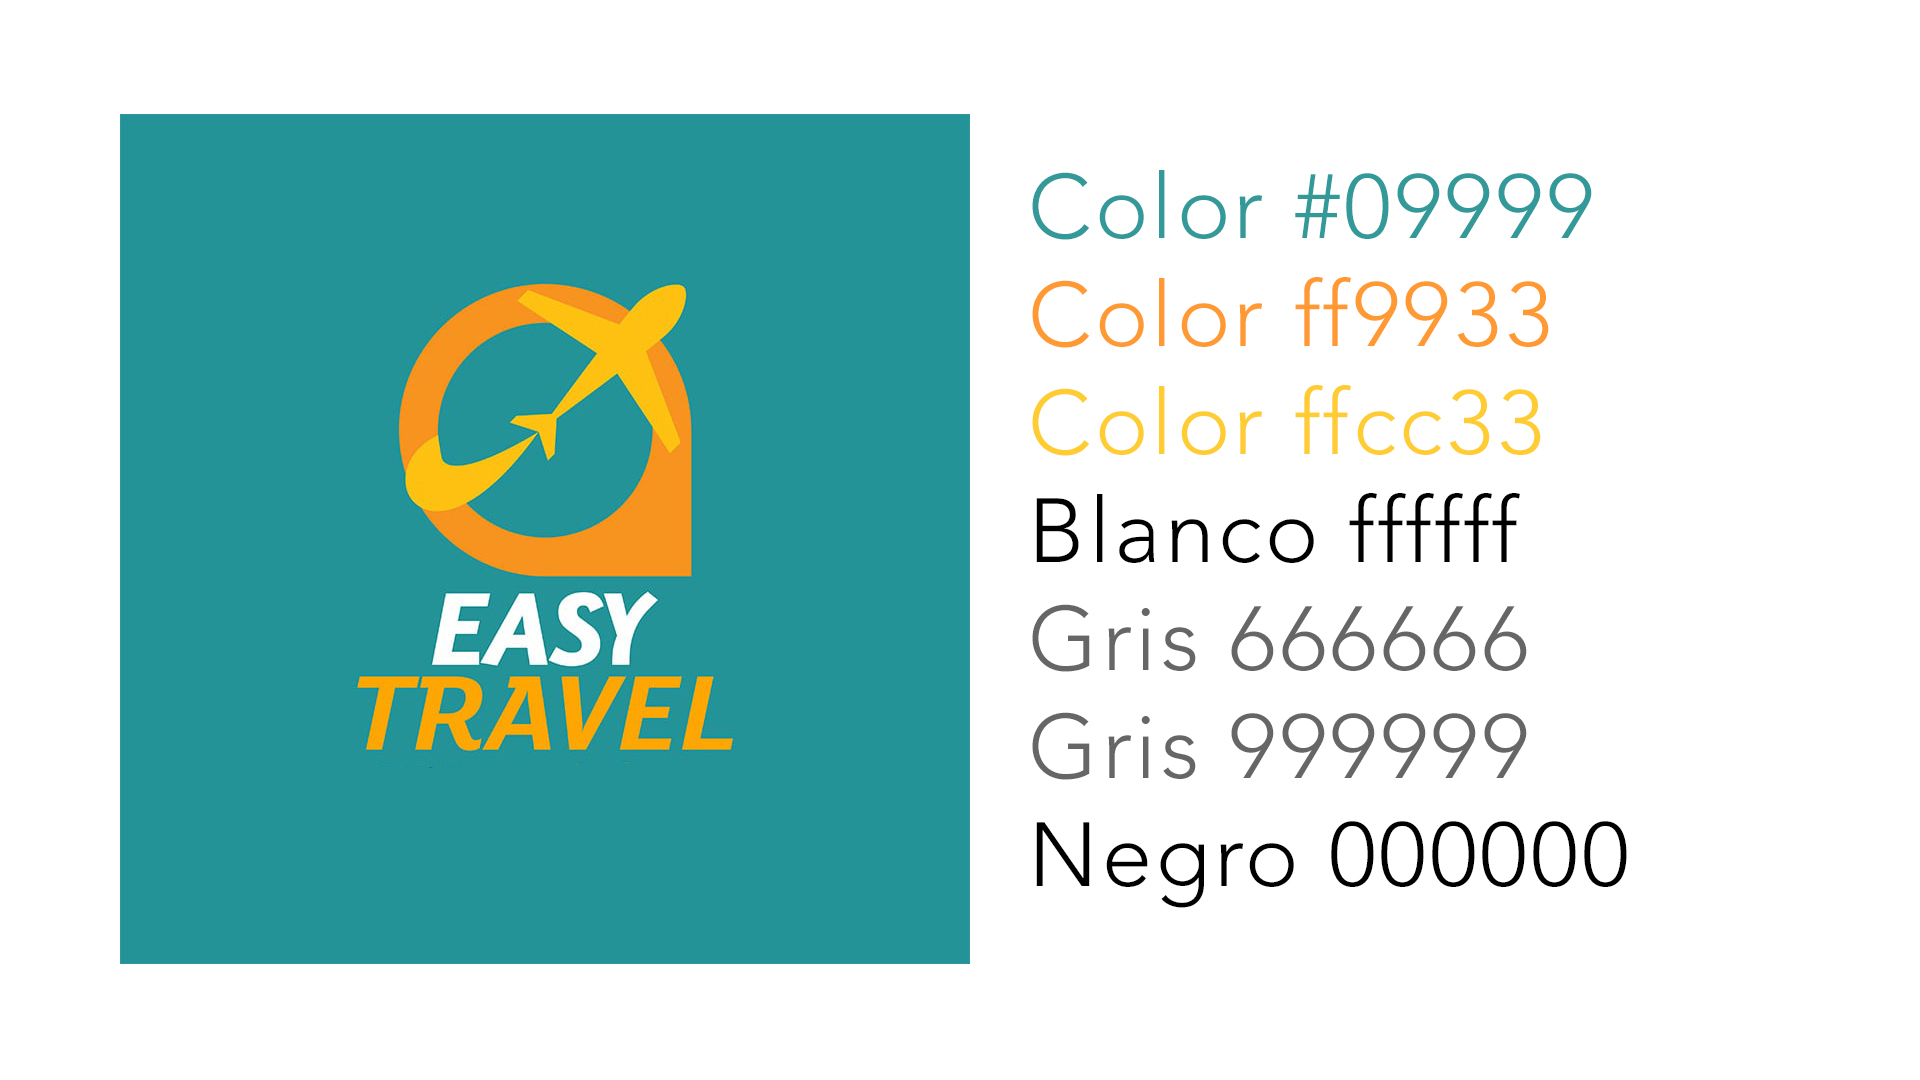 EASY
TRAVEL
Color #09999
Color ff9933
Color ffcc33
Blanco ffffff
Gris 666666
Gris 999999
Negro 000000